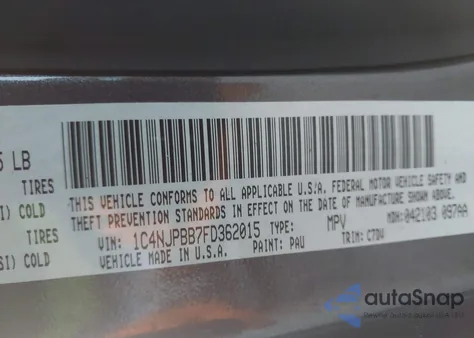 5 LB
TIRES
SI) COLD
TIRES
SI) COLD
THIS VEHICLE CONFORMS TO ALL APPLICABLE U.S.A. FEDERAL MOTOR VEHICLE SAFETY AND
THEFT PREVENTION STANDARDS IN EFFECT ON THE DATE OF MANUFACTURE SHOWN ABOVE.
VIN: 1C4NJPBB7FD362015 TYPE: MPV MDH: 042103 097AA
VEHICLE MADE IN U.S.A. PAINT: PAU TRIM: C7DV
autoSnap